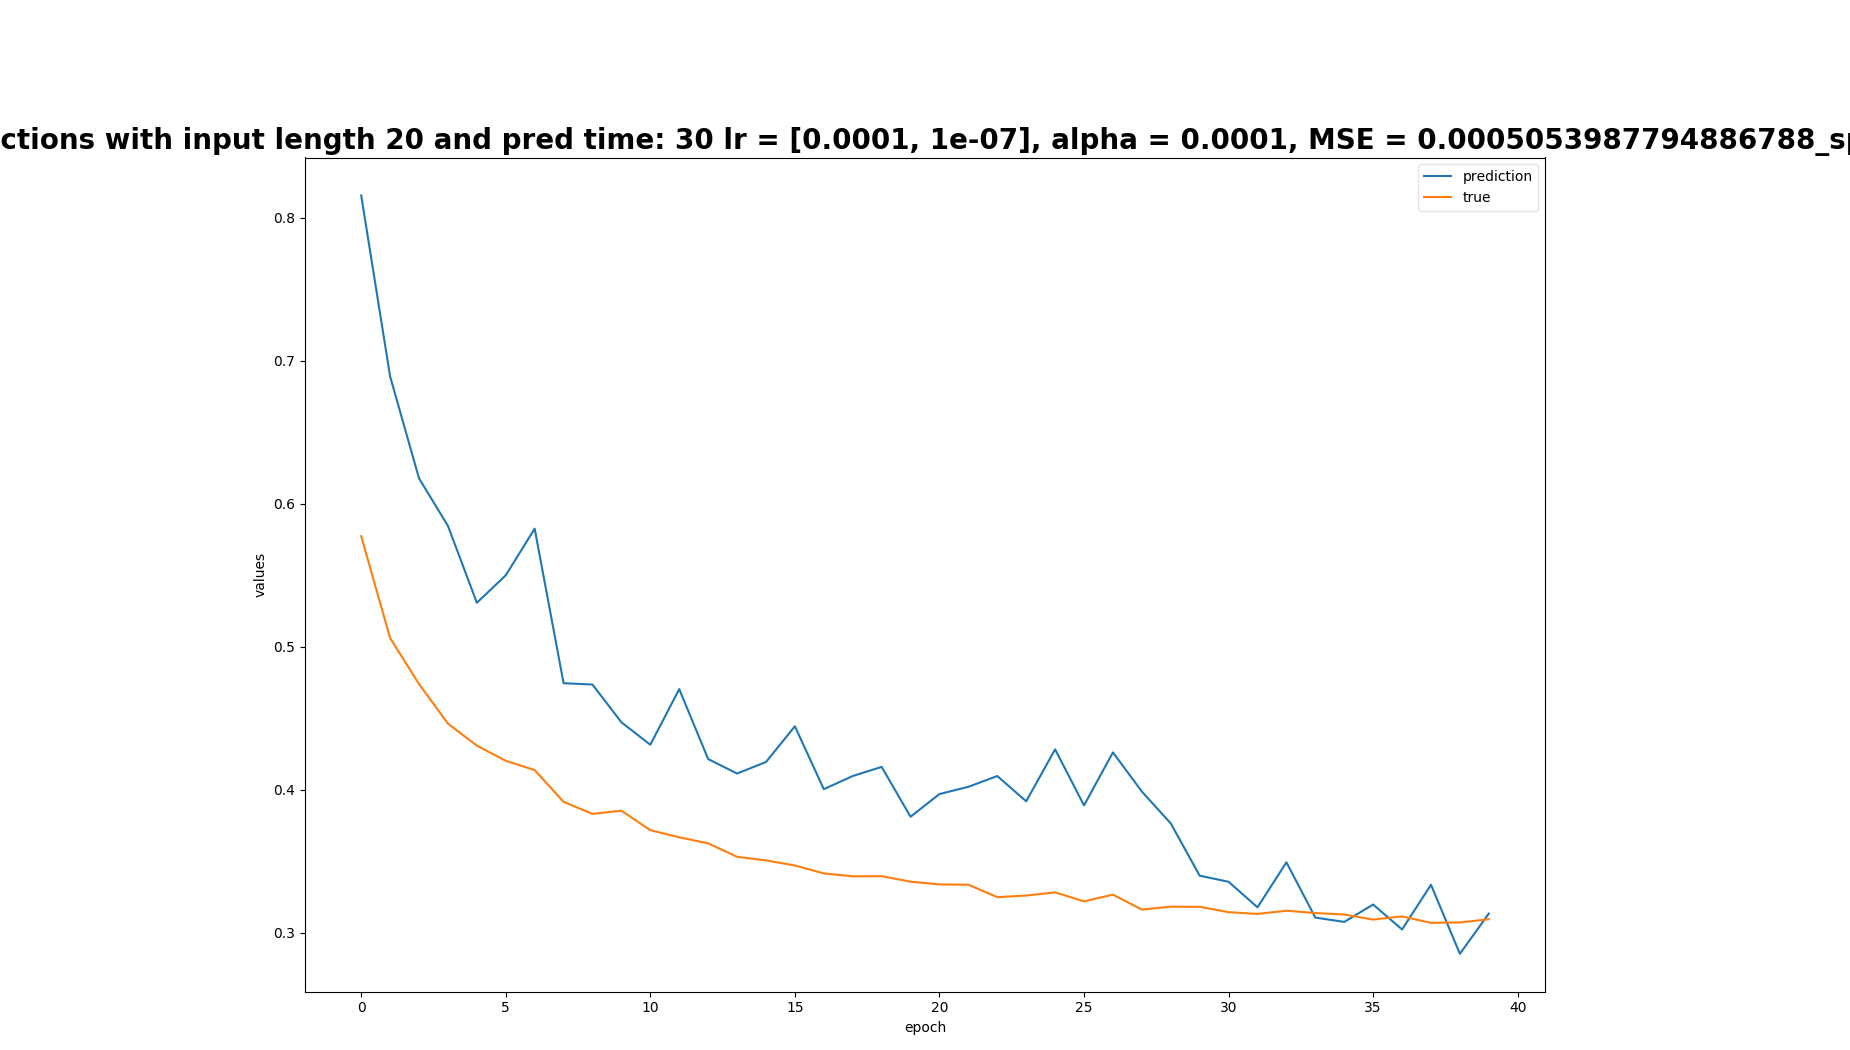 ctions with input length 20 and pred time: 30 lr = [0.0001, 1e-07], alpha = 0.0001, MSE = 0.0005053987794886788_sp
prediction
true
0.8
0.7
0.6
0.5
0.4
0.3
values
0 5 10 15 20 25 30 35 40
epoch